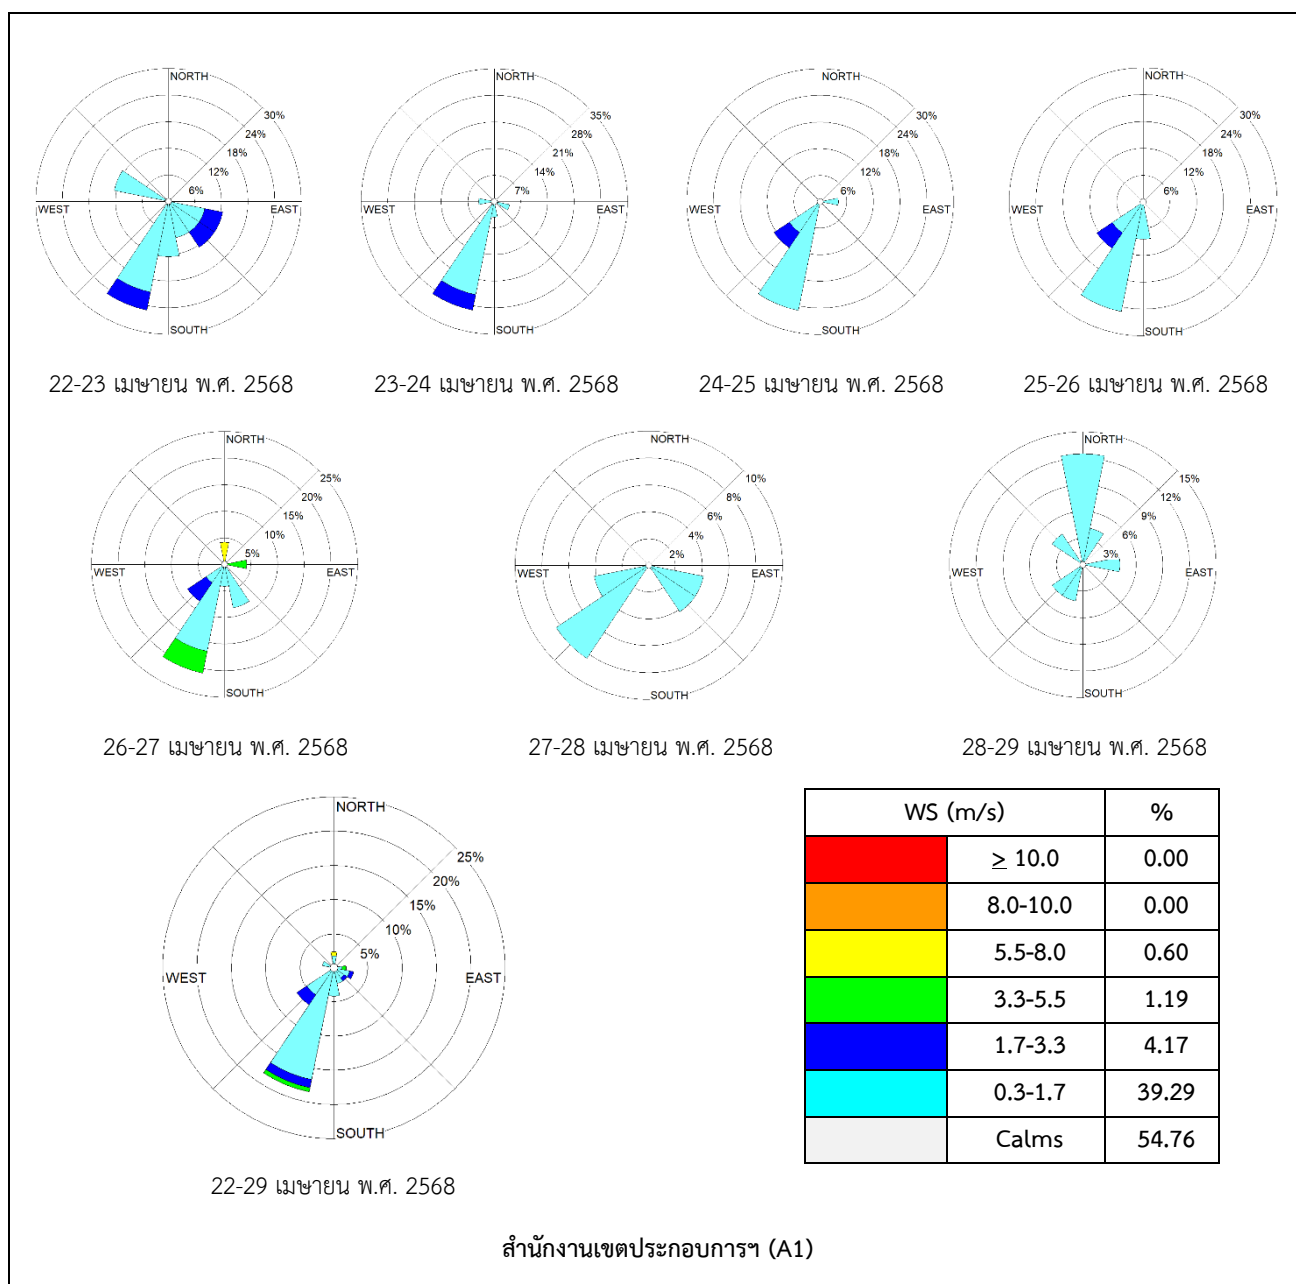 NORTH
30%
24%
18%
12%
6%
WEST
EAST
SOUTH
22-23 เมษายน พ.ศ. 2568
NORTH
35%
28%
21%
14%
7%
WEST
EAST
SOUTH
23-24 เมษายน พ.ศ. 2568
NORTH
30%
24%
18%
12%
6%
WEST
EAST
SOUTH
24-25 เมษายน พ.ศ. 2568
NORTH
30%
24%
18%
12%
6%
WEST
EAST
SOUTH
25-26 เมษายน พ.ศ. 2568
NORTH
25%
20%
15%
10%
5%
WEST
EAST
SOUTH
26-27 เมษายน พ.ศ. 2568
NORTH
10%
8%
6%
4%
2%
WEST
EAST
SOUTH
27-28 เมษายน พ.ศ. 2568
NORTH
15%
12%
9%
6%
3%
WEST
EAST
SOUTH
28-29 เมษายน พ.ศ. 2568
NORTH
25%
20%
15%
10%
5%
WEST
EAST
SOUTH
22-29 เมษายน พ.ศ. 2568
WS (m/s) %
≥ 10.0 0.00
8.0-10.0 0.00
5.5-8.0 0.60
3.3-5.5 1.19
1.7-3.3 4.17
0.3-1.7 39.29
Calms 54.76
สำนักงานเขตประกอบการฯ (A1)